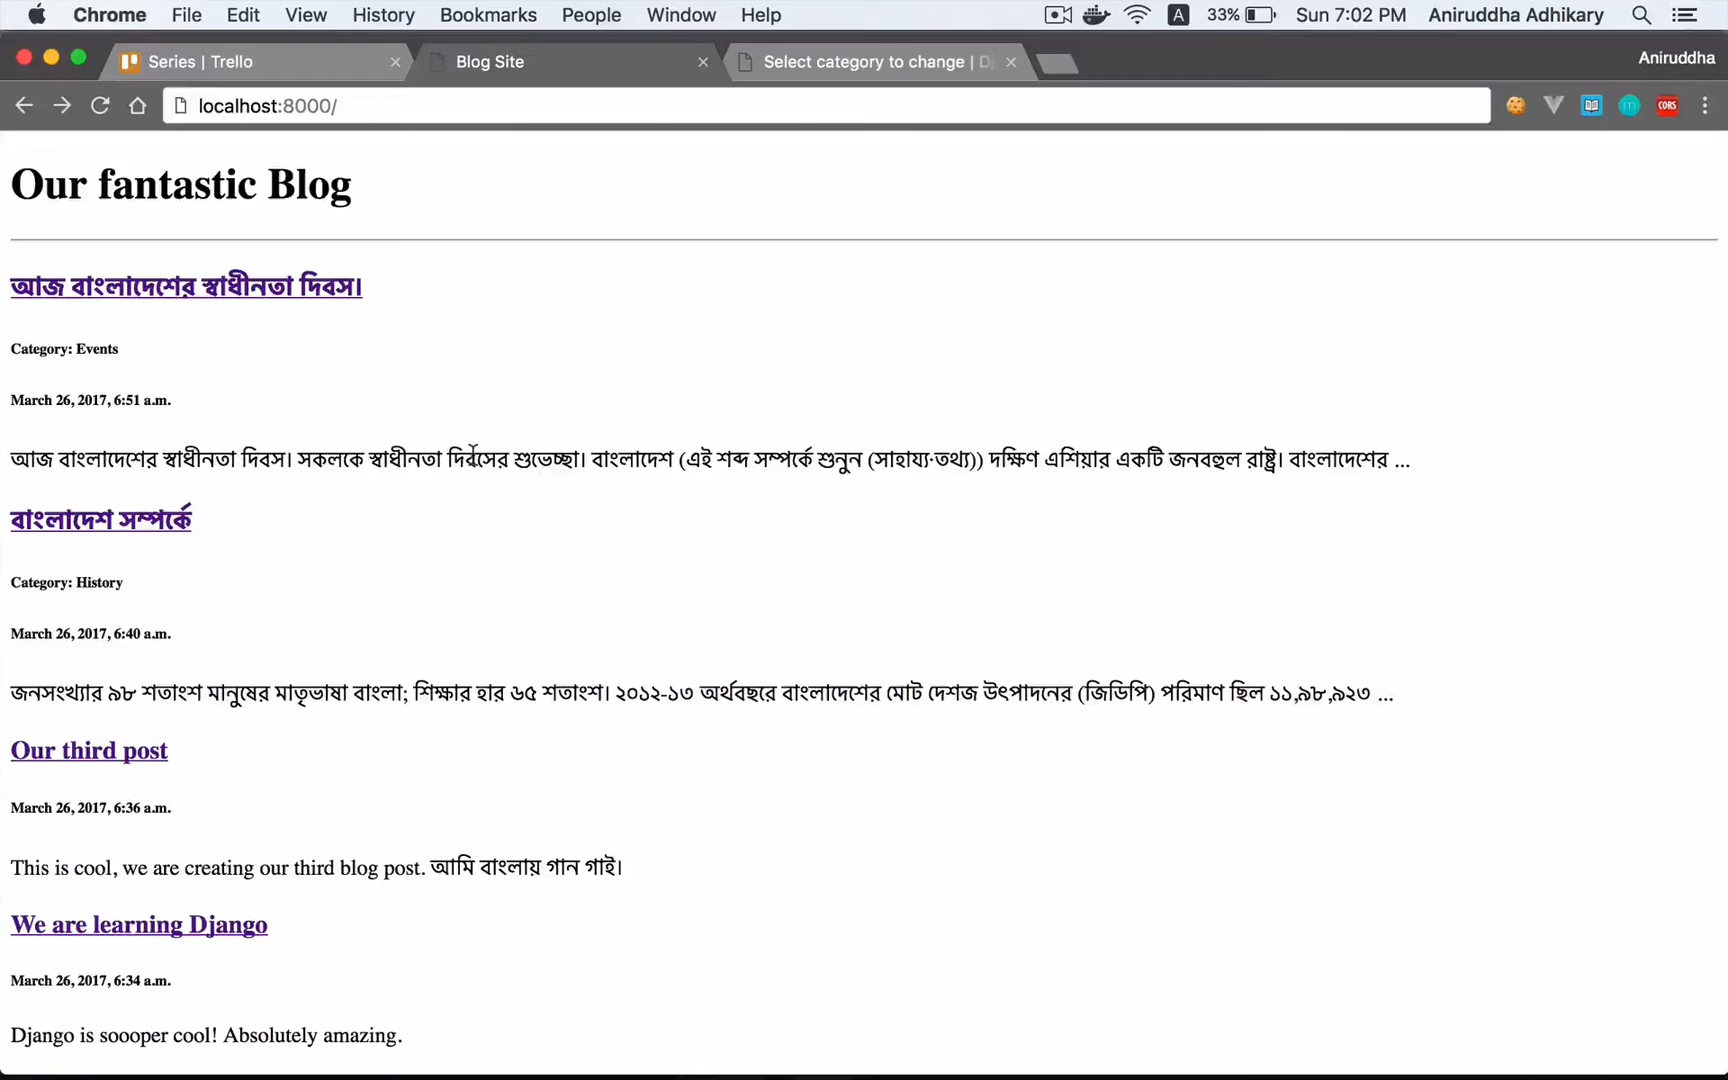 Chrome File Edit View History Bookmarks People Window Help A 33% Sun 7:02 PM Aniruddha Adhikary
Series | Trello Blog Site Select category to change | Dj Aniruddha
localhost:8000/ m CORS
Our fantastic Blog
আজ বাংলাদেশের স্বাধীনতা দিবস।
Category: Events
March 26, 2017, 6:51 a.m.
আজ বাংলাদেশের স্বাধীনতা দিবস। সকলকে স্বাধীনতা দিবসের শুভেচ্ছা। বাংলাদেশ (এই শব্দ সম্পর্কে শুনুন (সাহায্য·তথ্য)) দক্ষিণ এশিয়ার একটি জনবহুল রাষ্ট্র। বাংলাদেশের ...
বাংলাদেশ সম্পর্কে
Category: History
March 26, 2017, 6:40 a.m.
জনসংখ্যার ৯৮ শতাংশ মানুষের মাতৃভাষা বাংলা; শিক্ষার হার ৬৫ শতাংশ। ২০১২-১৩ অর্থবছরে বাংলাদেশের মোট দেশজ উৎপাদনের (জিডিপি) পরিমাণ ছিল ১১,৯৮,৯২৩ ...
Our third post
March 26, 2017, 6:36 a.m.
This is cool, we are creating our third blog post. আমি বাংলায় গান গাই।
We are learning Django
March 26, 2017, 6:34 a.m.
Django is soooper cool! Absolutely amazing.